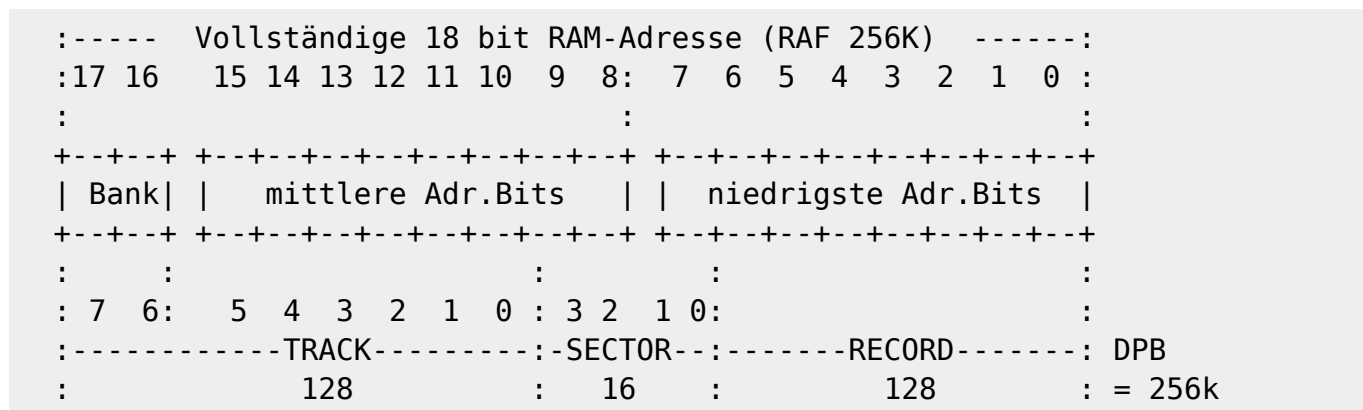 :----- Vollständige 18 bit RAM-Adresse (RAF 256K) ------:
:17 16   15 14 13 12 11 10  9  8:  7  6  5  4  3  2  1  0 :
:                               :                         :
+--+--+ +--+--+--+--+--+--+--+--+ +--+--+--+--+--+--+--+--+
| Bank| |   mittlere Adr.Bits   | |  niedrigste Adr.Bits  |
+--+--+ +--+--+--+--+--+--+--+--+ +--+--+--+--+--+--+--+--+
:     :                    :         :                    :
: 7  6:   5  4  3  2  1  0 : 3 2  1 0:                    :
:------------TRACK---------:-SECTOR--:-------RECORD-------: DPB
:             128          :   16    :         128        : = 256k